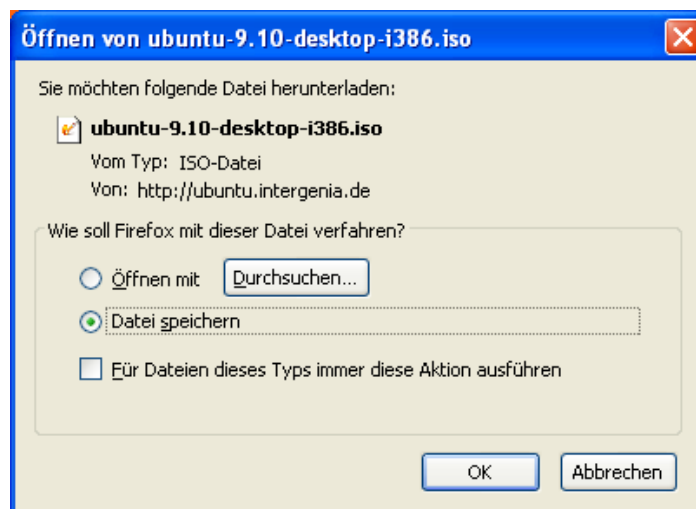 Öffnen von ubuntu-9.10-desktop-i386.iso
Sie möchten folgende Datei herunterladen:
ubuntu-9.10-desktop-i386.iso
Vom Typ: ISO-Datei
Von: http://ubuntu.intergenia.de
Wie soll Firefox mit dieser Datei verfahren?
Öffnen mit Durchsuchen...
Datei speichern
Für Dateien dieses Typs immer diese Aktion ausführen
OK Abbrechen